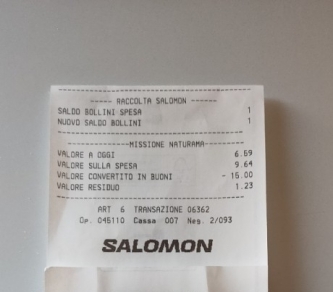 ----- RACCOLTA SALOMON -----
SALDO BOLLINI SPESA 1
NUOVO SALDO BOLLINI 1
-----MISSIONE NATURAMA-----
VALORE A OGGI 6.59
VALORE SULLA SPESA 9.64
VALORE CONVERTITO IN BUONI - 15.00
VALORE RESIDUO 1.23
ART 6 TRANSAZIONE 06362
Op. 045110 Cassa 007 Neg. 2/093
SALOMON